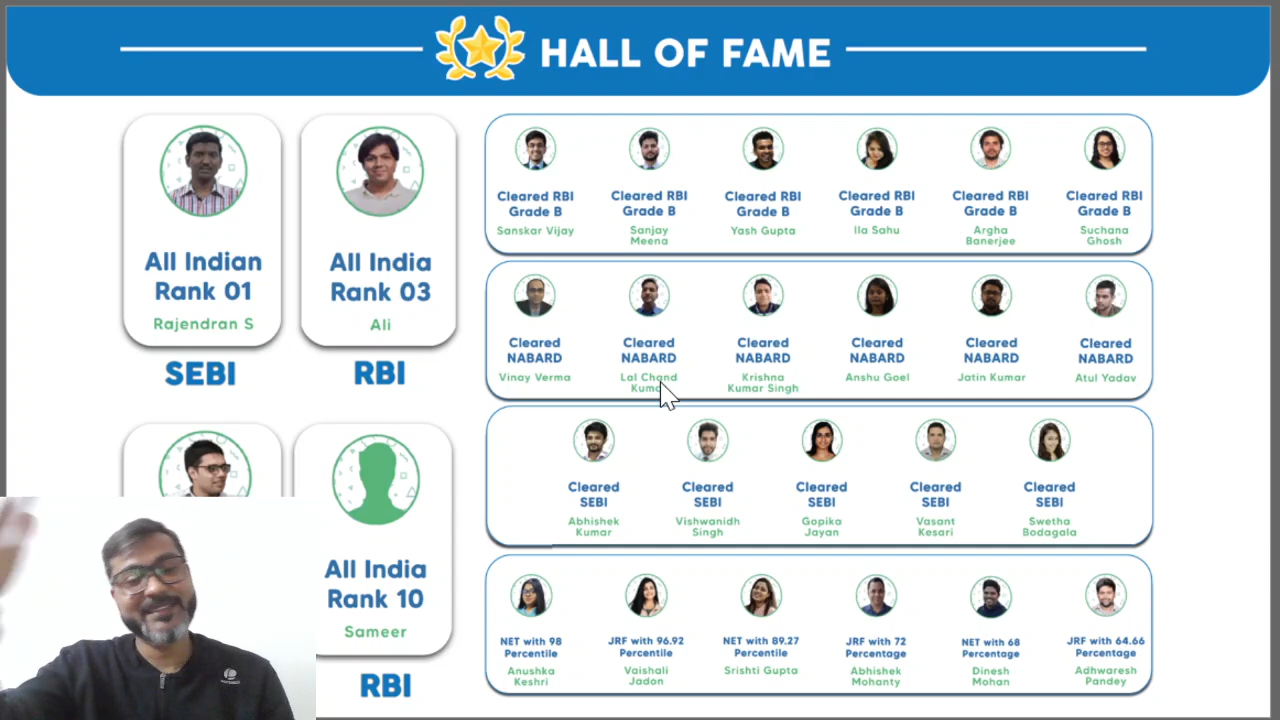 HALL OF FAME
All Indian
Rank 01
Rajendran S
SEBI
All India
Rank 03
Ali
RBI
All India
Rank 10
Sameer
RBI
Cleared RBI
Grade B
Sanskar Vijay
Cleared RBI
Grade B
Sanjay
Meena
Cleared RBI
Grade B
Yash Gupta
Cleared RBI
Grade B
Ila Sahu
Cleared RBI
Grade B
Argha
Banerjee
Cleared RBI
Grade B
Suchana
Ghosh
Cleared
NABARD
Vinay Verma
Cleared
NABARD
Lal Chand
Cleared
NABARD
Krishna
Kumar Singh
Cleared
NABARD
Anshu Goel
Cleared
NABARD
Jatin Kumar
Cleared
NABARD
Atul Yadav
Cleared
SEBI
Abhishek
Kumar
Cleared
SEBI
Vishwanidh
Singh
Cleared
SEBI
Gopika
Jayan
Cleared
SEBI
Vasant
Kesari
Cleared
SEBI
Swetha
Bodagala
NET with 98
Percentile
Anushka
Keshri
JRF with 96.92
Percentile
Vaishali
Jadon
NET with 89.27
Percentile
Srishti Gupta
JRF with 72
Percentage
Abhishek
Mohanty
NET with 68
Percentage
Dinesh
Mohan
JRF with 64.66
Percentage
Adhwaresh
Pandey